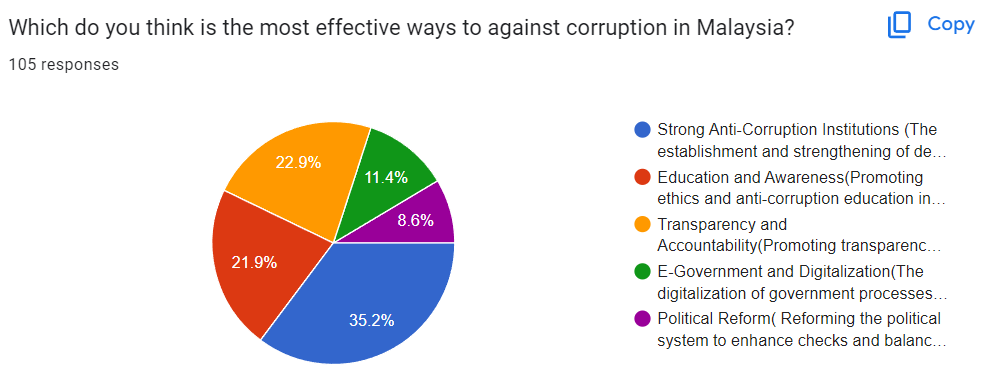 Which do you think is the most effective ways to against corruption in Malaysia?
Copy
105 responses
22.9%
11.4%
8.6%
21.9%
35.2%
Strong Anti-Corruption Institutions (The
establishment and strengthening of de…
Education and Awareness(Promoting
ethics and anti-corruption education in…
Transparency and
Accountability(Promoting transparenc…
E-Government and Digitalization(The
digitalization of government processes…
Political Reform( Reforming the political
system to enhance checks and balanc…